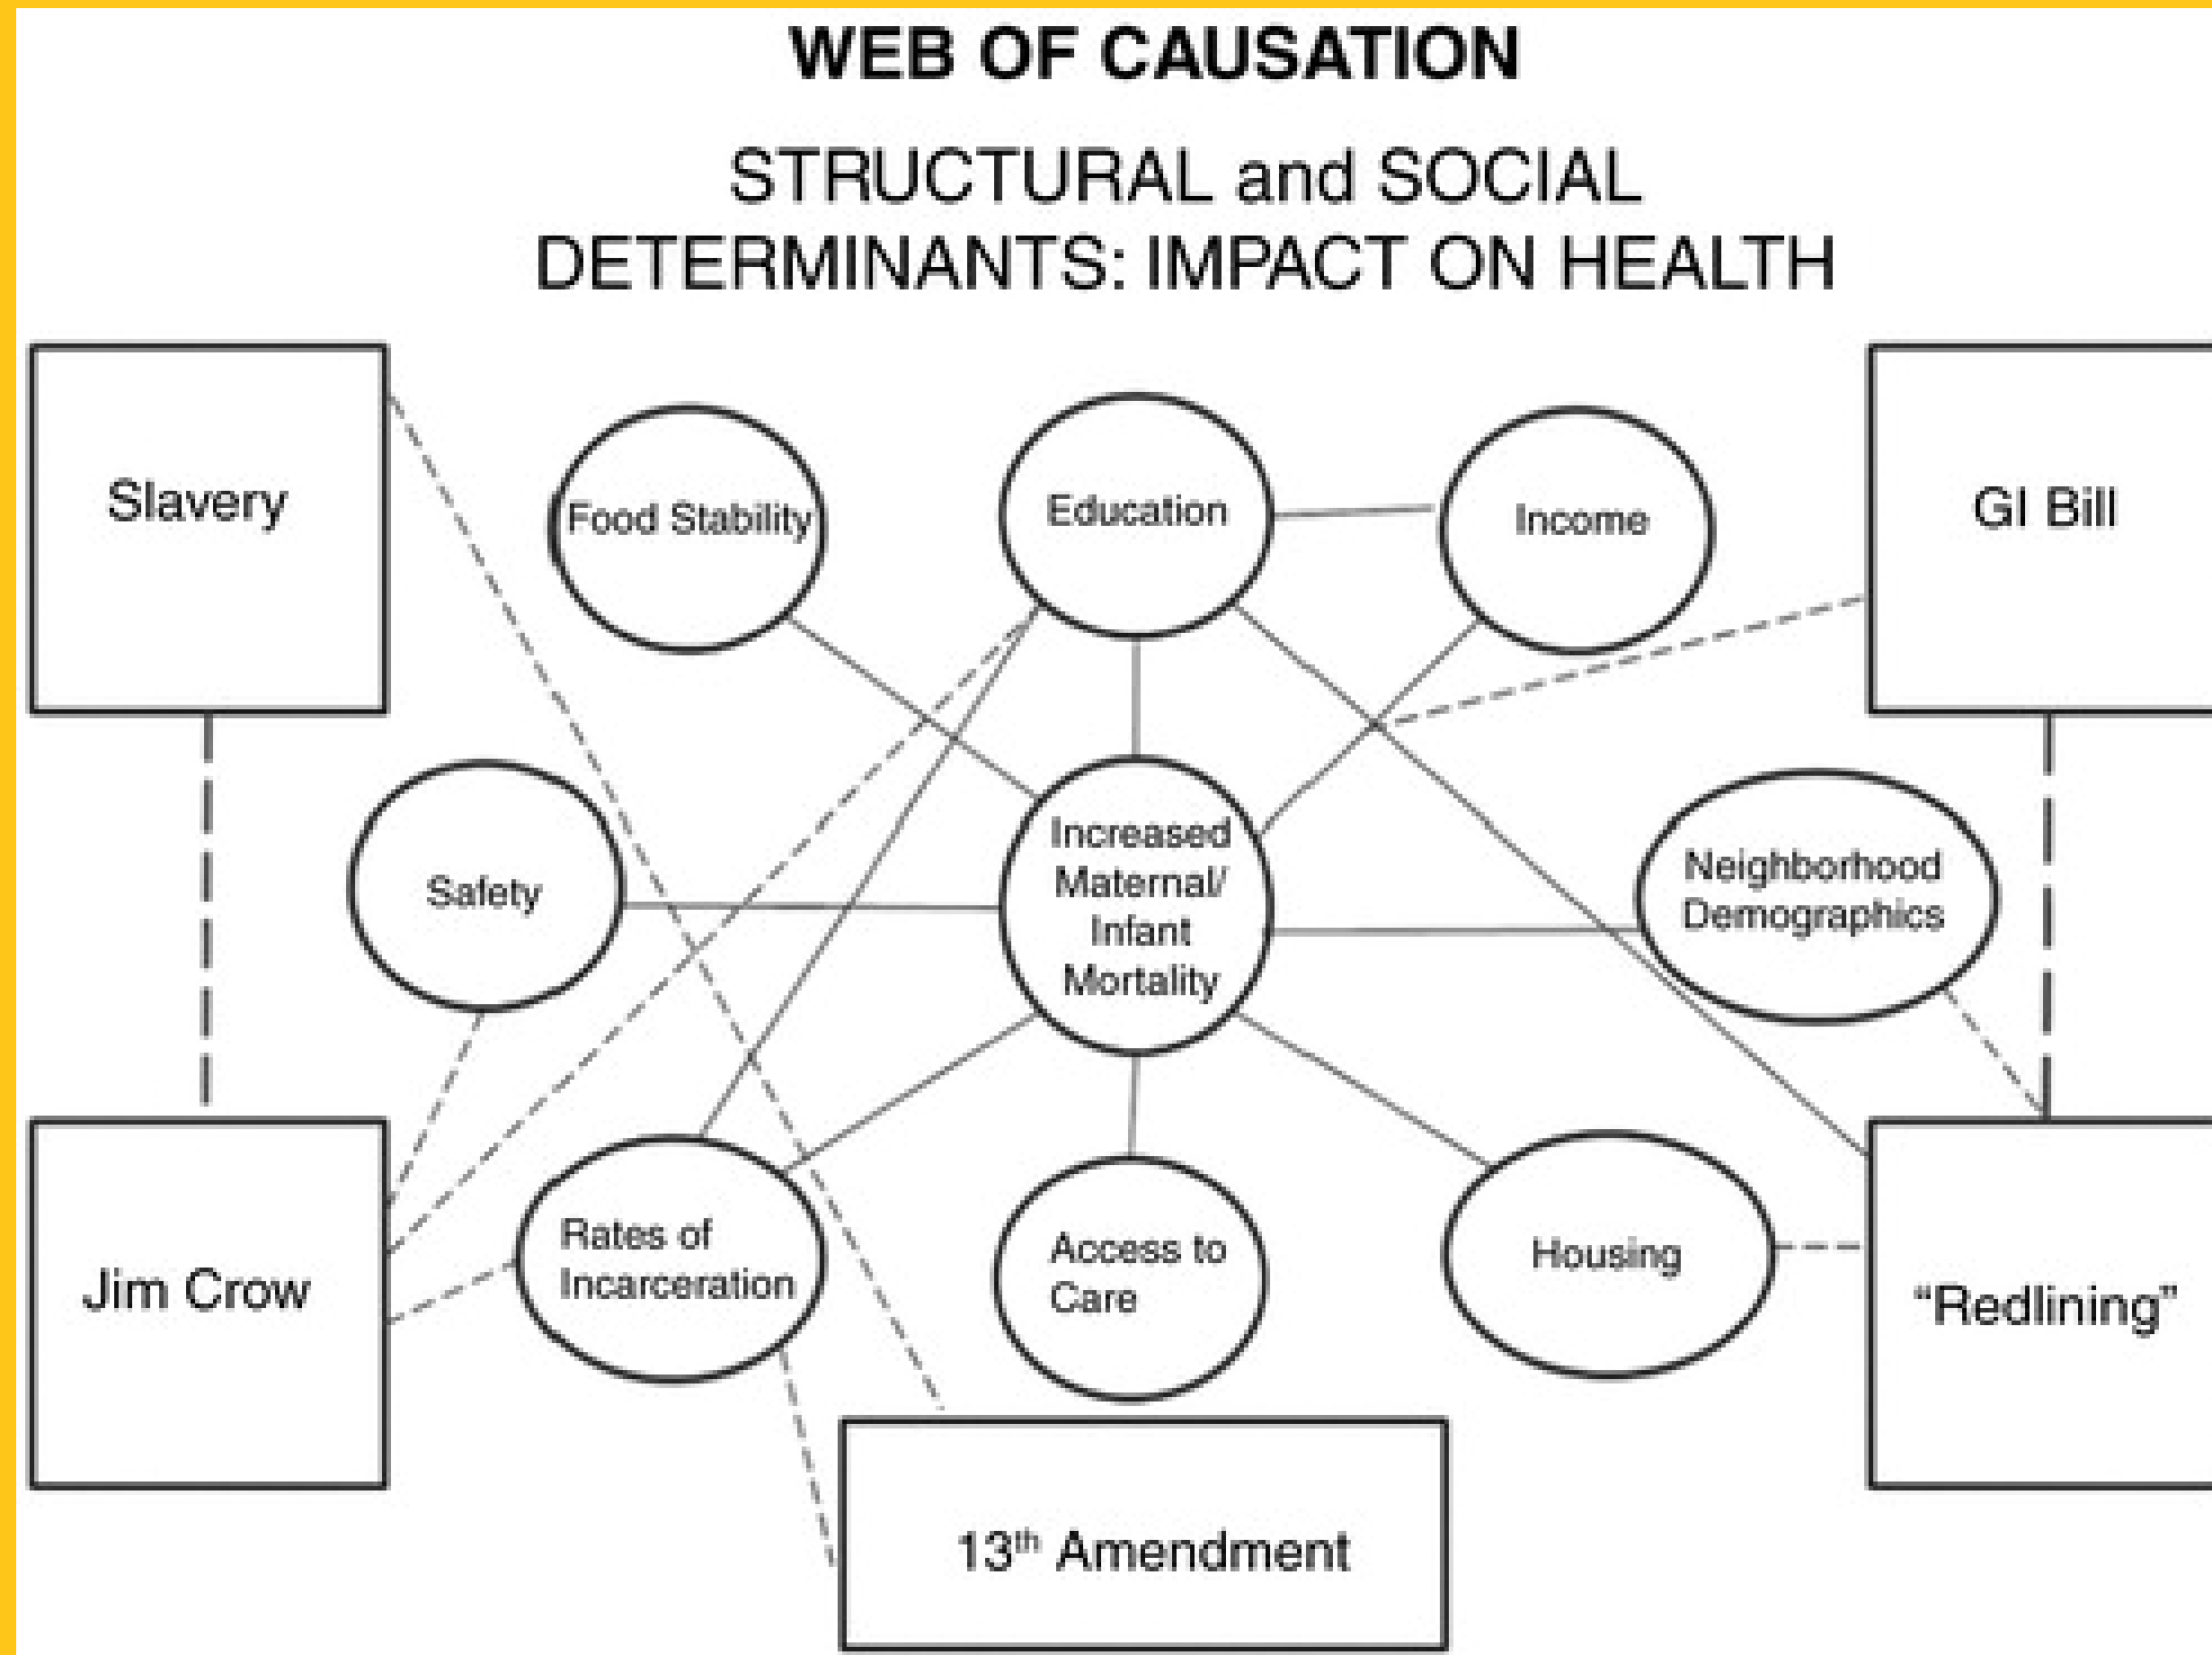 WEB OF CAUSATION
STRUCTURAL and SOCIAL
DETERMINANTS: IMPACT ON HEALTH
Slavery
Food Stability
Education
Income
GI Bill
Safety
Increased
Maternal/
Infant
Mortality
Neighborhood
Demographics
Jim Crow
Rates of
Incarceration
Access to
Care
Housing
“Redlining”
13th Amendment